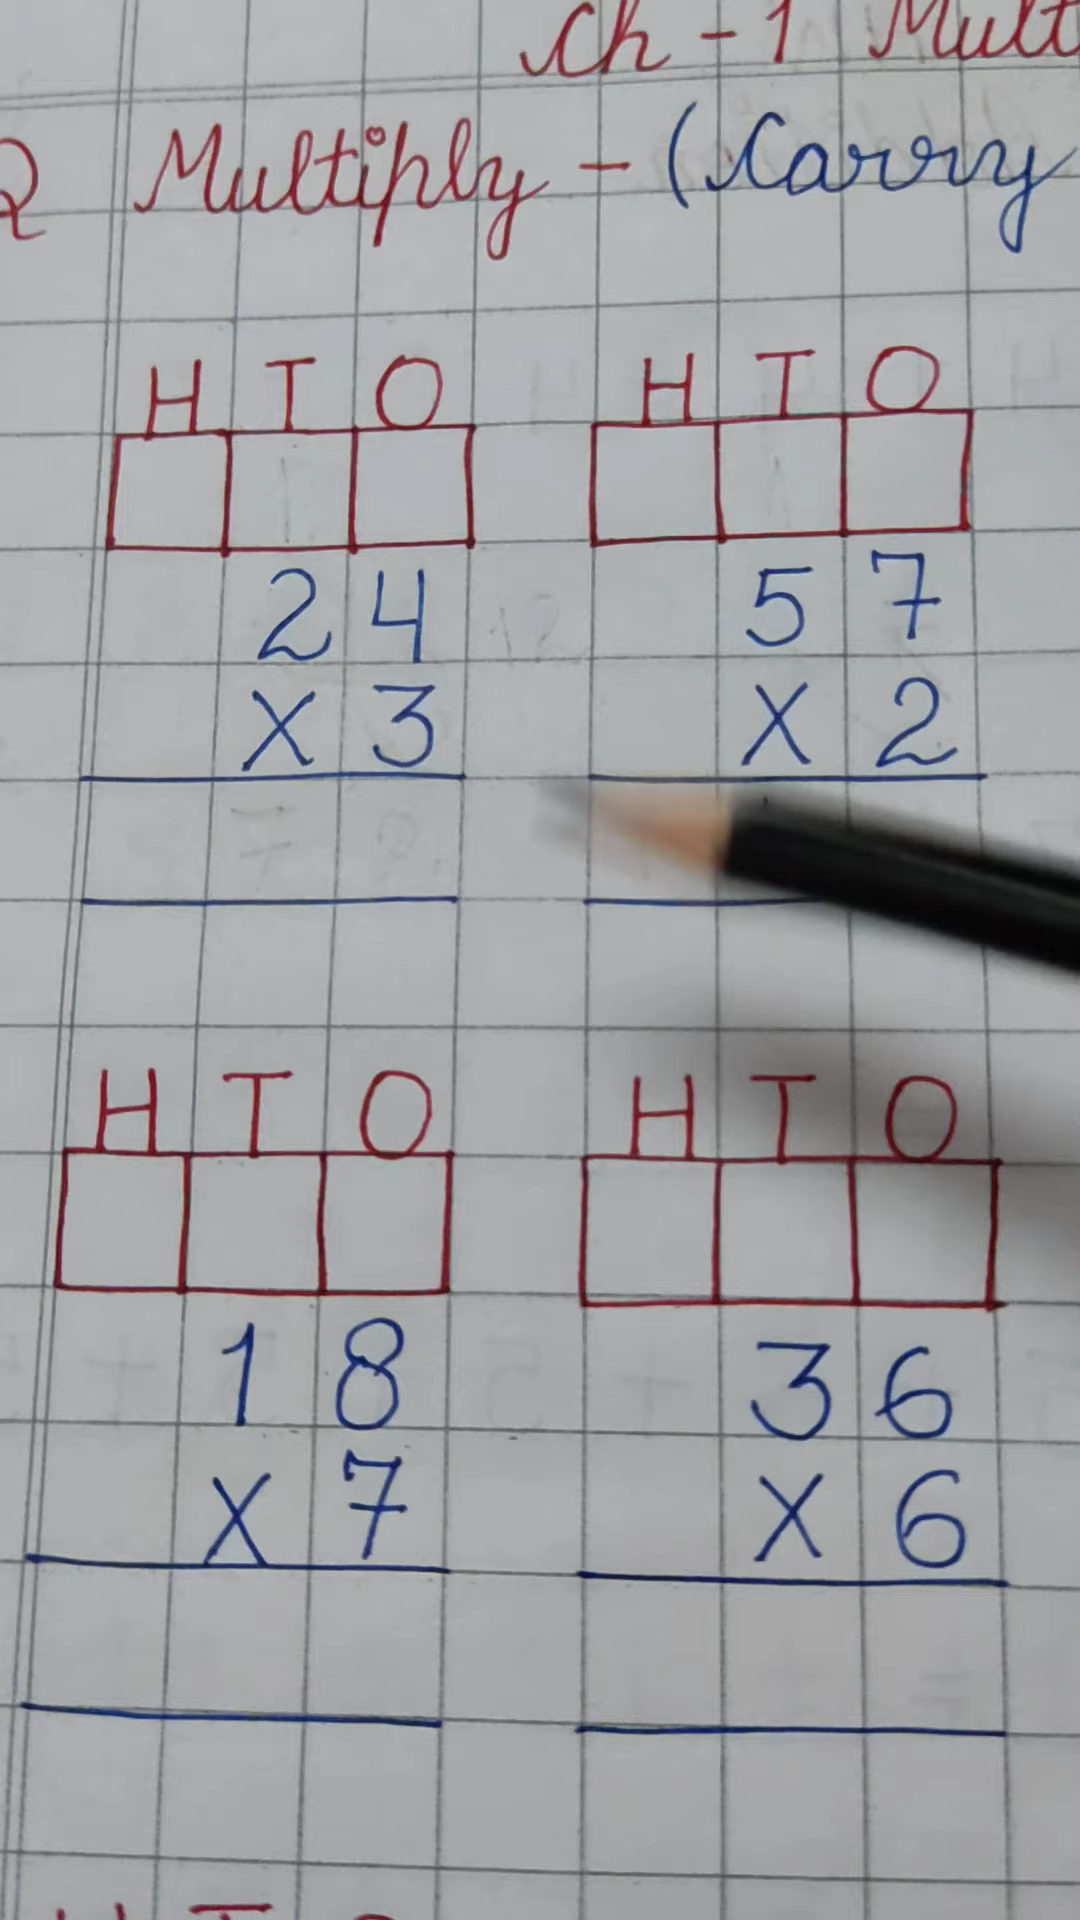 Ch - 1 Mult
Q Multiply - (Carry
H T O H T O
24 57
X 3 X 2
H T O H T O
18 36
X 7 X 6
H T O